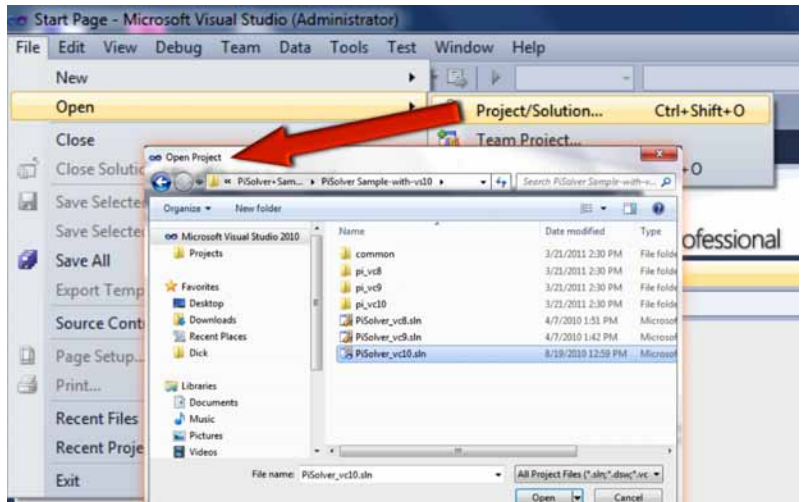 Start Page - Microsoft Visual Studio (Administrator)
File Edit View Debug Team Data Tools Test Window Help
New
Open
Project/Solution... Ctrl+Shift+O
Close
Team Project...
Open Project
Close Solutio
+O
« PiSolver+Sam... PiSolver Sample-with-vs10
Search PiSolver Sample-with-v...
Save Selecte
Organize New folder
Save Selecte
Microsoft Visual Studio 2010
Name Date modified Type
ofessional
Projects
common 3/21/2011 2:30 PM File folde
Save All
pi_vc8 3/21/2011 2:30 PM File folde
Favorites
pi_vc9 3/21/2011 2:30 PM File folde
Export Temp
Desktop
pi_vc10 3/21/2011 2:30 PM File folde
Downloads
PiSolver_vc8.sln 4/7/2010 1:51 PM Microsof
Source Cont
Recent Places
PiSolver_vc9.sln 4/7/2010 1:42 PM Microsof
Page Setup...
Dick
PiSolver_vc10.sln 8/19/2010 12:59 PM Microsof
Print...
Libraries
Documents
Recent Files
Music
Pictures
Recent Proje
Videos
Exit
File name: PiSolver_vc10.sln
All Project Files (*.sln;*.dsw;*.vc
Open Cancel